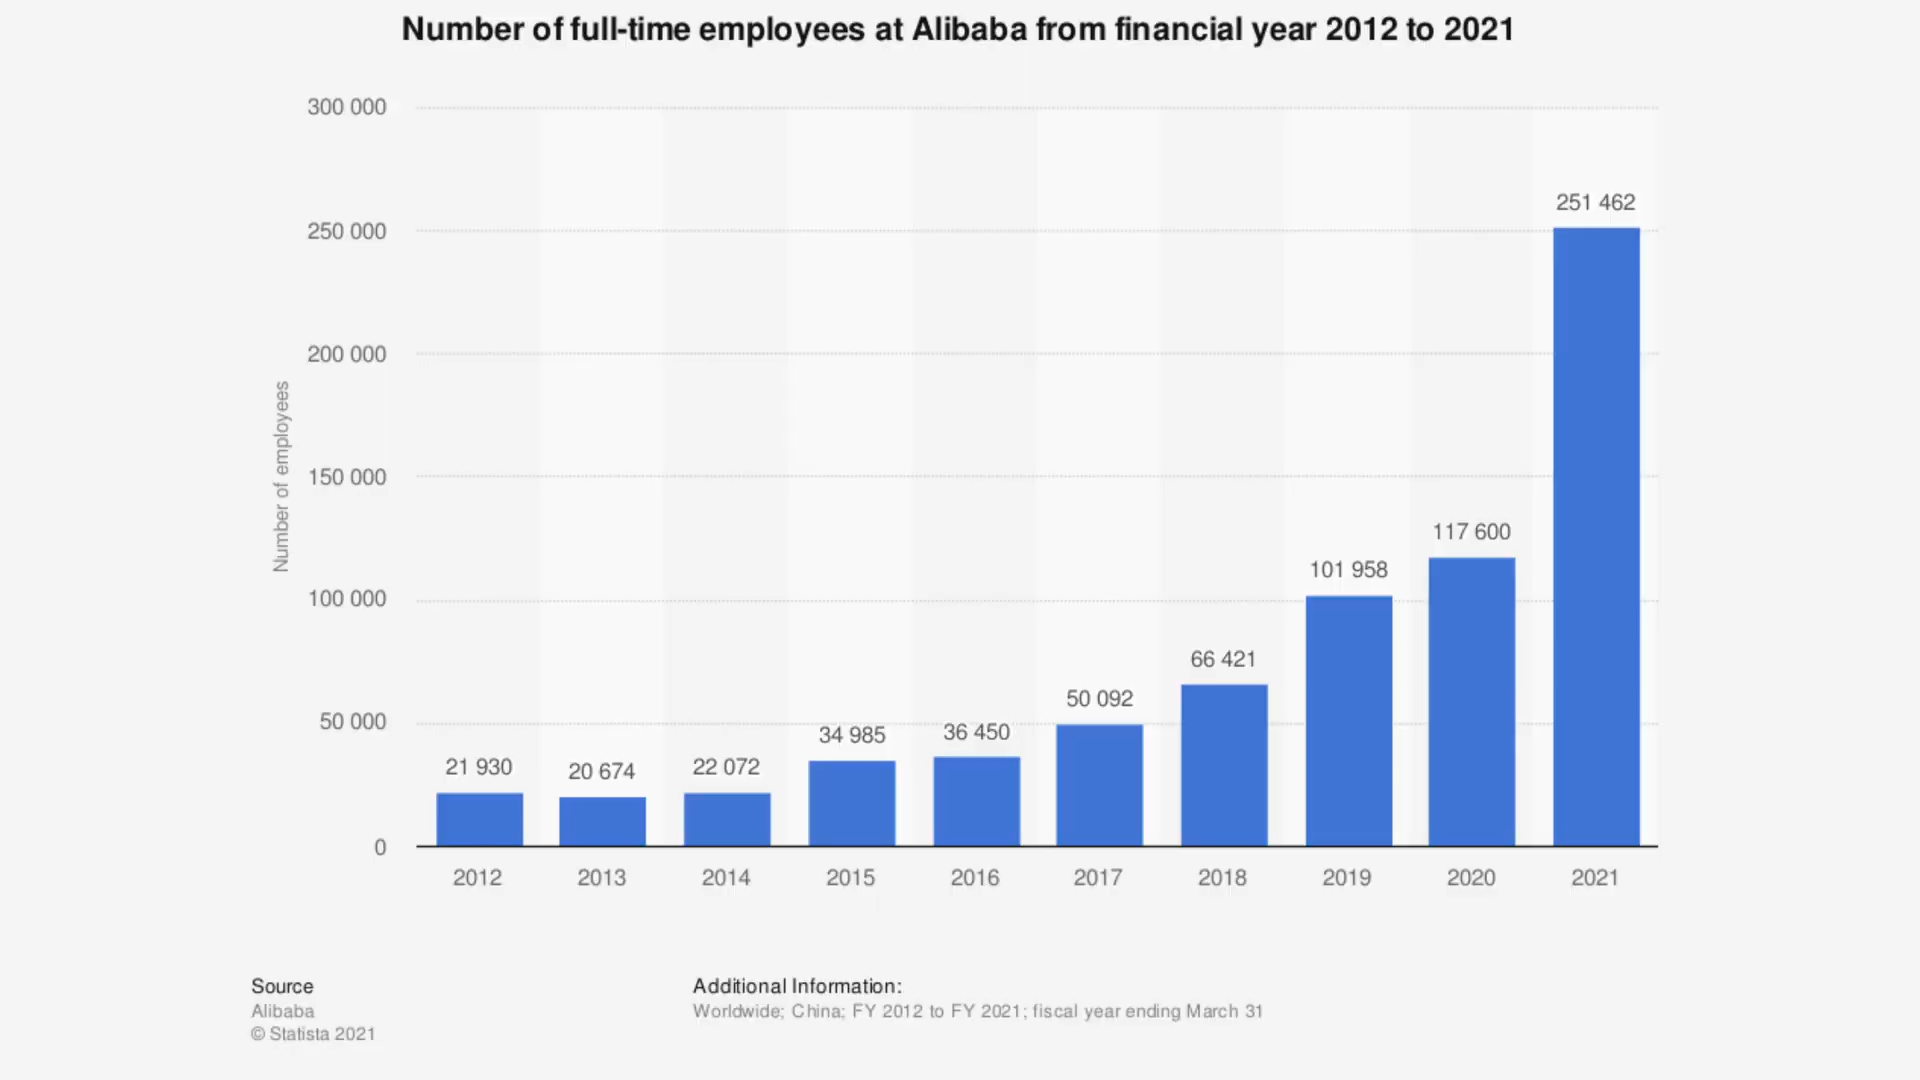 Number of full-time employees at Alibaba from financial year 2012 to 2021
300 000
250 000
200 000
150 000
100 000
50 000
0
Number of employees
21 930
20 674
22 072
34 985
36 450
50 092
66 421
101 958
117 600
251 462
2012 2013 2014 2015 2016 2017 2018 2019 2020 2021
Source
Alibaba
© Statista 2021
Additional Information:
Worldwide; China; FY 2012 to FY 2021; fiscal year ending March 31